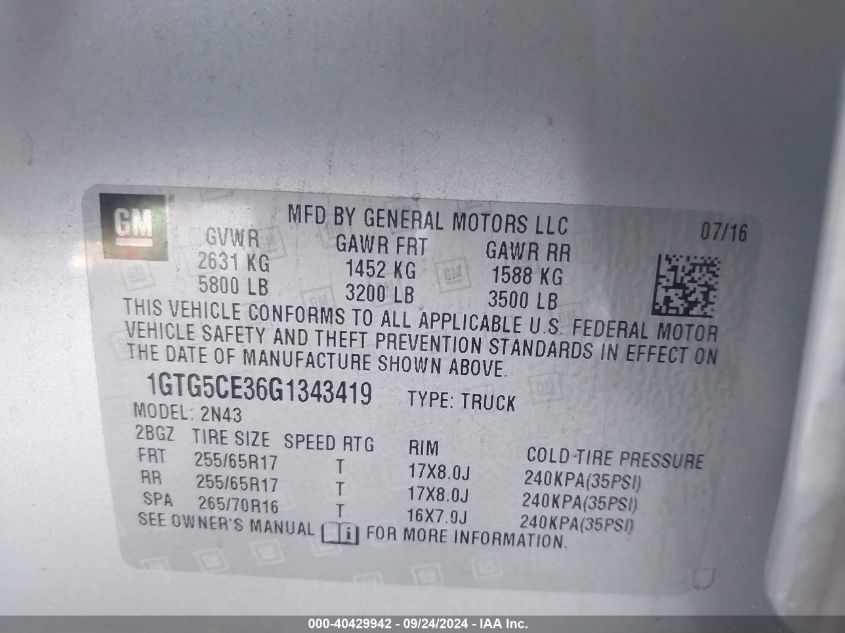 GM
MFD BY GENERAL MOTORS LLC 07/16
GVWR GAWR FRT GAWR RR
2631 KG 1452 KG 1588 KG
5800 LB 3200 LB 3500 LB
THIS VEHICLE CONFORMS TO ALL APPLICABLE U.S. FEDERAL MOTOR
VEHICLE SAFETY AND THEFT PREVENTION STANDARDS IN EFFECT ON
THE DATE OF MANUFACTURE SHOWN ABOVE.
1GTG5CE36G1343419 TYPE: TRUCK
MODEL: 2N43
2BGZ TIRE SIZE SPEED RTG RIM COLD TIRE PRESSURE
FRT 255/65R17 T 17X8.0J 240KPA(35PSI)
RR 255/65R17 T 17X8.0J 240KPA(35PSI)
SPA 265/70R16 T 16X7.0J 240KPA(35PSI)
SEE OWNER'S MANUAL FOR MORE INFORMATION.
000-40429942 - 09/24/2024 - IAA Inc.